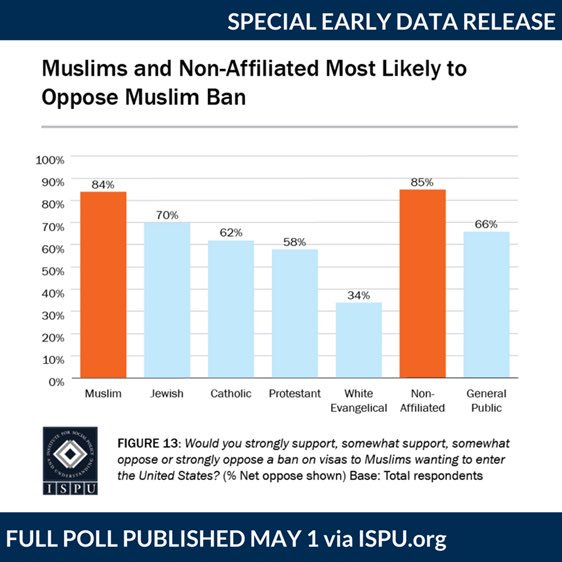 SPECIAL EARLY DATA RELEASE
Muslims and Non-Affiliated Most Likely to
Oppose Muslim Ban
100%
90%
80%
70%
60%
50%
40%
30%
20%
10%
0%
84%
70%
62%
58%
34%
85%
66%
Muslim
Jewish
Catholic
Protestant
White
Evangelical
Non-
Affiliated
General
Public
INSTITUTE FOR SOCIAL POLICY
AND UNDERSTANDING
ISPU
FIGURE 13: Would you strongly support, somewhat support, somewhat
oppose or strongly oppose a ban on visas to Muslims wanting to enter
the United States? (% Net oppose shown) Base: Total respondents
FULL POLL PUBLISHED MAY 1 via ISPU.org